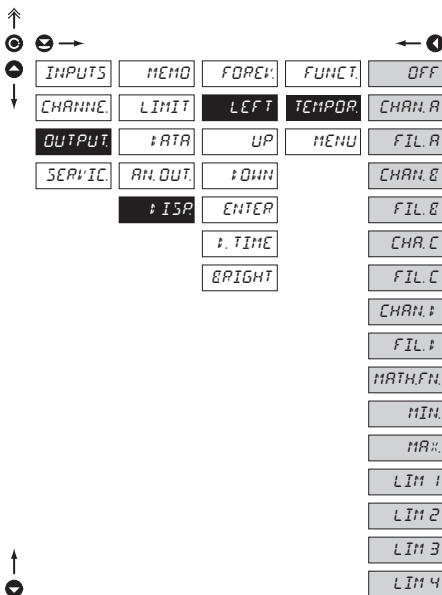 INPUTS MEMO FOREV. FUNCT. OFF
CHANNE. LIMIT LEFT TEMPOR. CHAN. A
OUTPUT. DATA UP MENU FIL. A
SERVIC. AN. OUT. DOWN CHAN. B
DISP. ENTER FIL. B
D. TIME CHA. C
BRIGHT FIL. C
CHAN. D
FIL. D
MATH.FN.
MIN.
MAX.
LIM 1
LIM 2
LIM 3
LIM 4